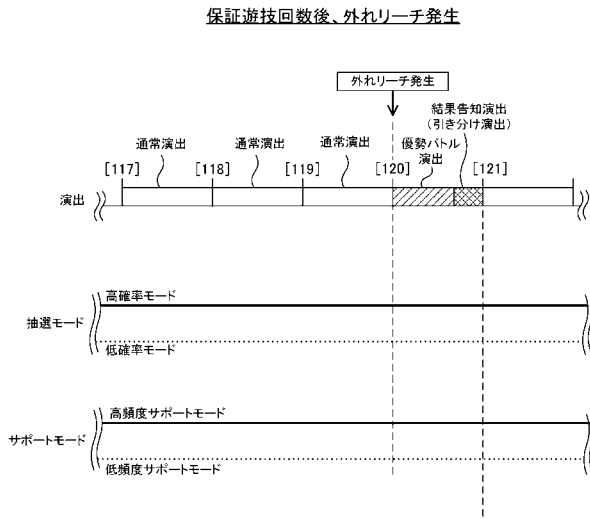 保証遊技回数後、外れリーチ発生
外れリーチ発生
結果告知演出
(引き分け演出)
通常演出
通常演出
通常演出
優勢バトル
演出
[117]
[118]
[119]
[120]
[121]
演出
高確率モード
抽選モード
低確率モード
高頻度サポートモード
サポートモード
低頻度サポートモード